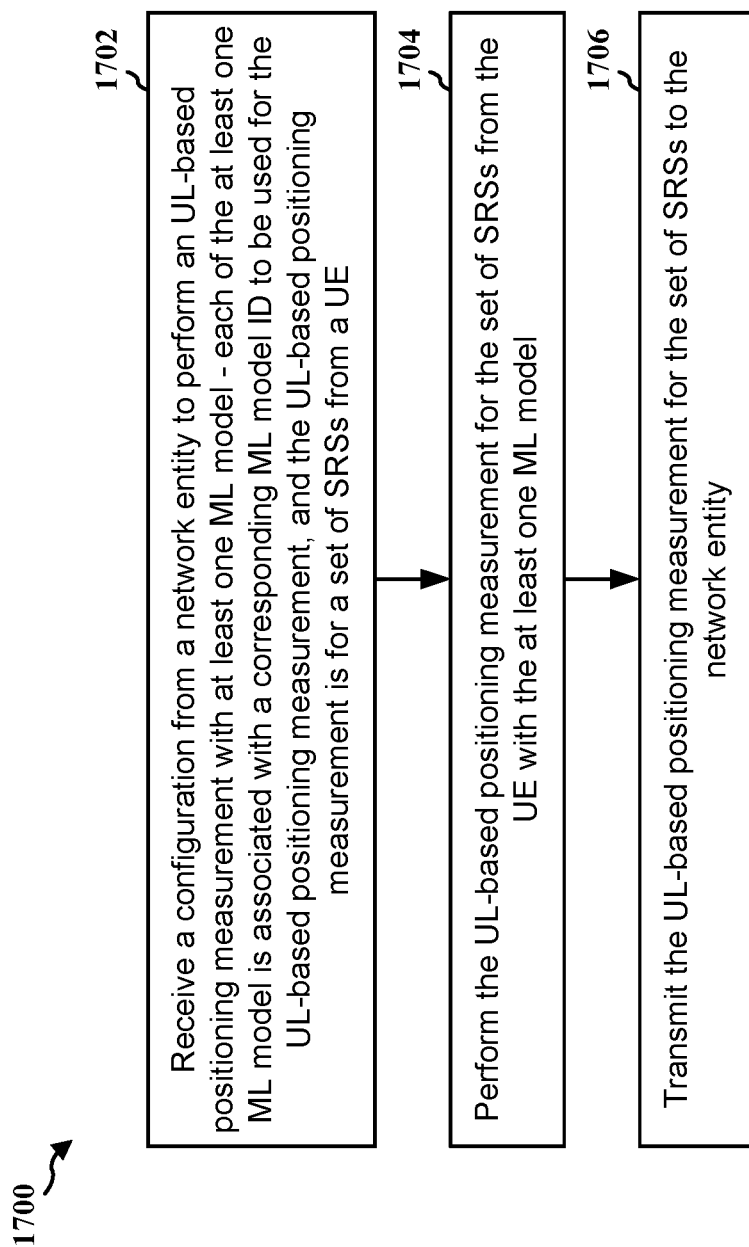 1700
1702
Receive a configuration from a network entity to perform an UL-based
positioning measurement with at least one ML model - each of the at least one
ML model is associated with a corresponding ML model ID to be used for the
UL-based positioning measurement, and the UL-based positioning
measurement is for a set of SRSs from a UE
1704
Perform the UL-based positioning measurement for the set of SRSs from the
UE with the at least one ML model
1706
Transmit the UL-based positioning measurement for the set of SRSs to the
network entity